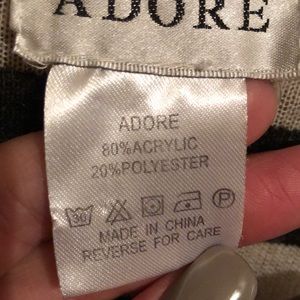 ADORE
ADORE
80%ACRYLIC
20%POLYESTER
30
P
MADE IN CHINA
REVERSE FOR CARE